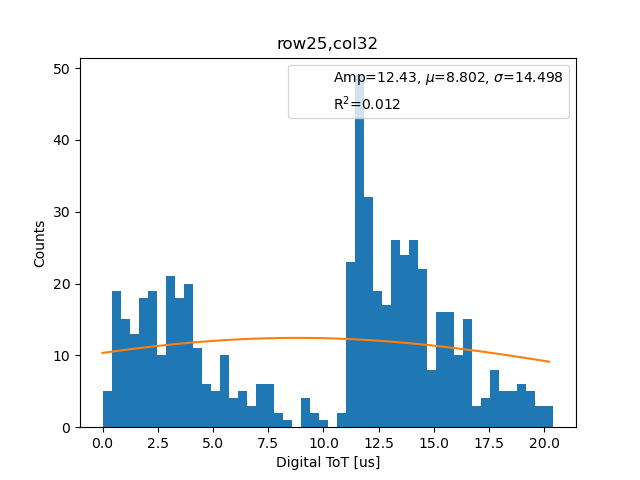 row25,col32
Amp=12.43, μ=8.802, σ=14.498
R²=0.012
50
40
30
20
10
0
Counts
0.0 2.5 5.0 7.5 10.0 12.5 15.0 17.5 20.0
Digital ToT [us]